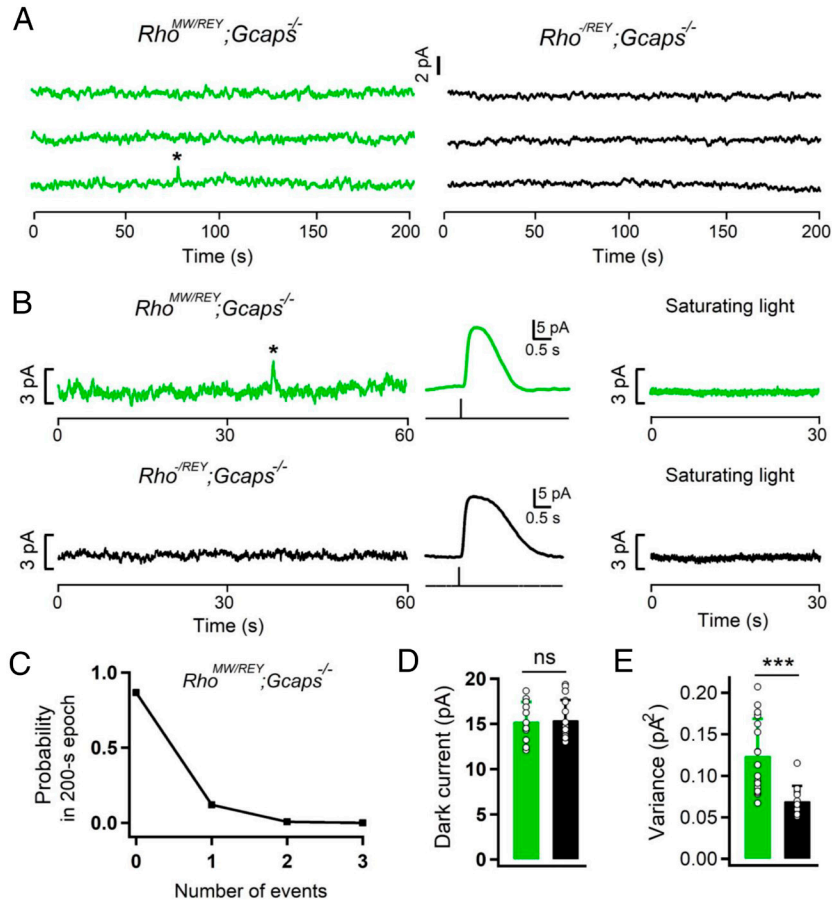 A
Rho^MW/REY;Gcaps^-/-
2 pA
Rho^-/REY;Gcaps^-/-
*
0 50 100 150 200
Time (s)
0 50 100 150 200
Time (s)
B
Rho^MW/REY;Gcaps^-/-
*
3 pA
0 30 60
5 pA
0.5 s
Saturating light
3 pA
0 30
Rho^-/REY;Gcaps^-/-
3 pA
0 30 60
Time (s)
5 pA
0.5 s
Saturating light
3 pA
0 30
Time (s)
C
Rho^MW/REY;Gcaps^-/-
Probability
in 200-s epoch
1.0
0.5
0.0
0 1 2 3
Number of events
D
ns
Dark current (pA)
20
15
10
5
0
E
***
Variance (pA²)
0.20
0.15
0.10
0.05
0.00